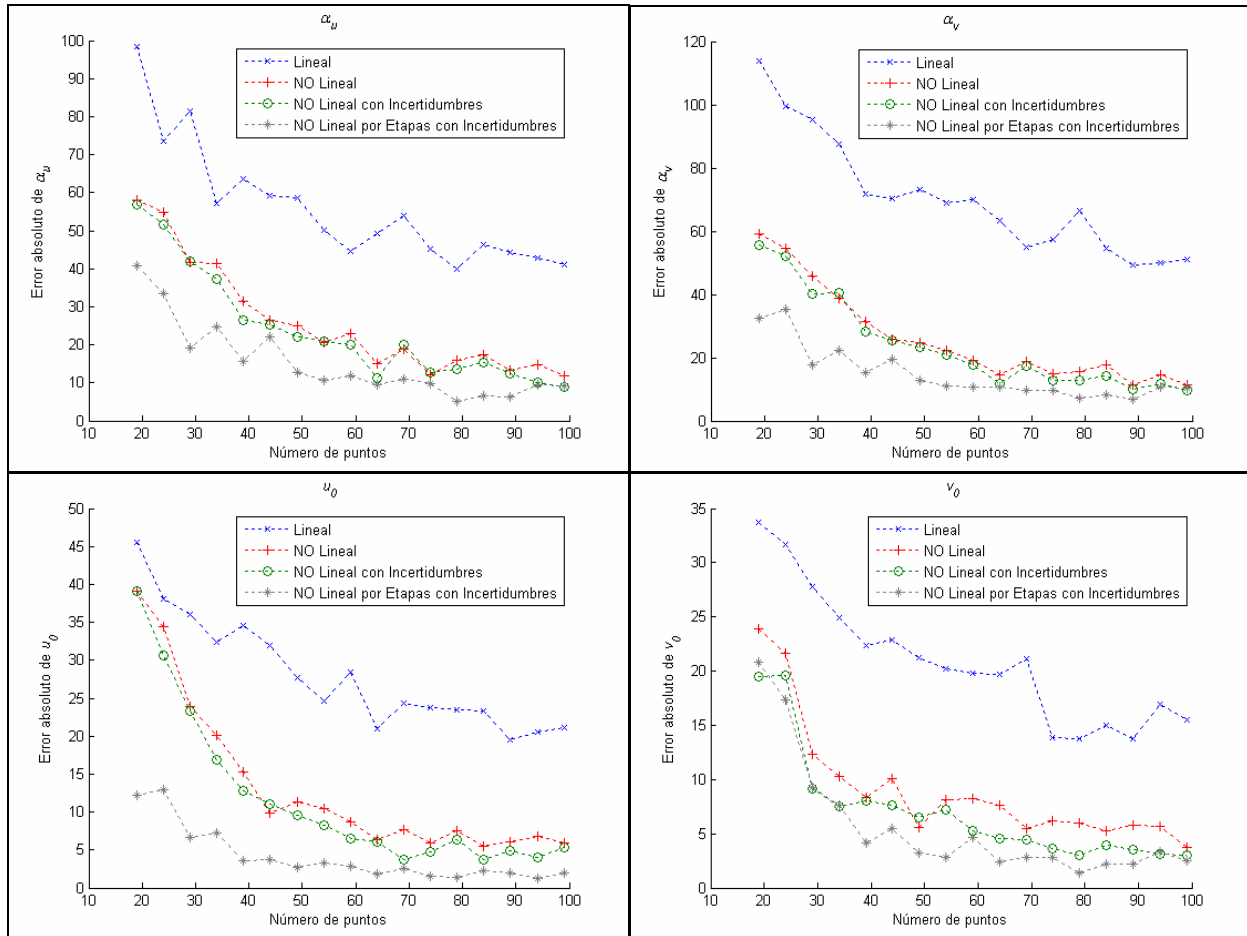 α_u
100
90
80
70
60
50
40
30
20
10
0
Error absoluto de α_u
Lineal
NO Lineal
NO Lineal con Incertidumbres
NO Lineal por Etapas con Incertidumbres
10 20 30 40 50 60 70 80 90 100
Número de puntos
α_v
120
100
80
60
40
20
0
Error absoluto de α_v
Lineal
NO Lineal
NO Lineal con Incertidumbres
NO Lineal por Etapas con Incertidumbres
10 20 30 40 50 60 70 80 90 100
Número de puntos
u_0
50
45
40
35
30
25
20
15
10
5
0
Error absoluto de u_0
Lineal
NO Lineal
NO Lineal con Incertidumbres
NO Lineal por Etapas con Incertidumbres
10 20 30 40 50 60 70 80 90 100
Número de puntos
v_0
35
30
25
20
15
10
5
0
Error absoluto de v_0
Lineal
NO Lineal
NO Lineal con Incertidumbres
NO Lineal por Etapas con Incertidumbres
10 20 30 40 50 60 70 80 90 100
Número de puntos